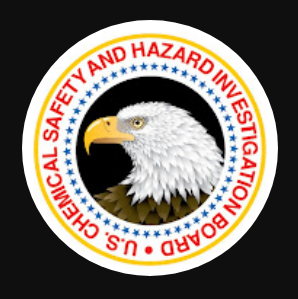 U.S. CHEMICAL SAFETY AND HAZARD INVESTIGATION BOARD •